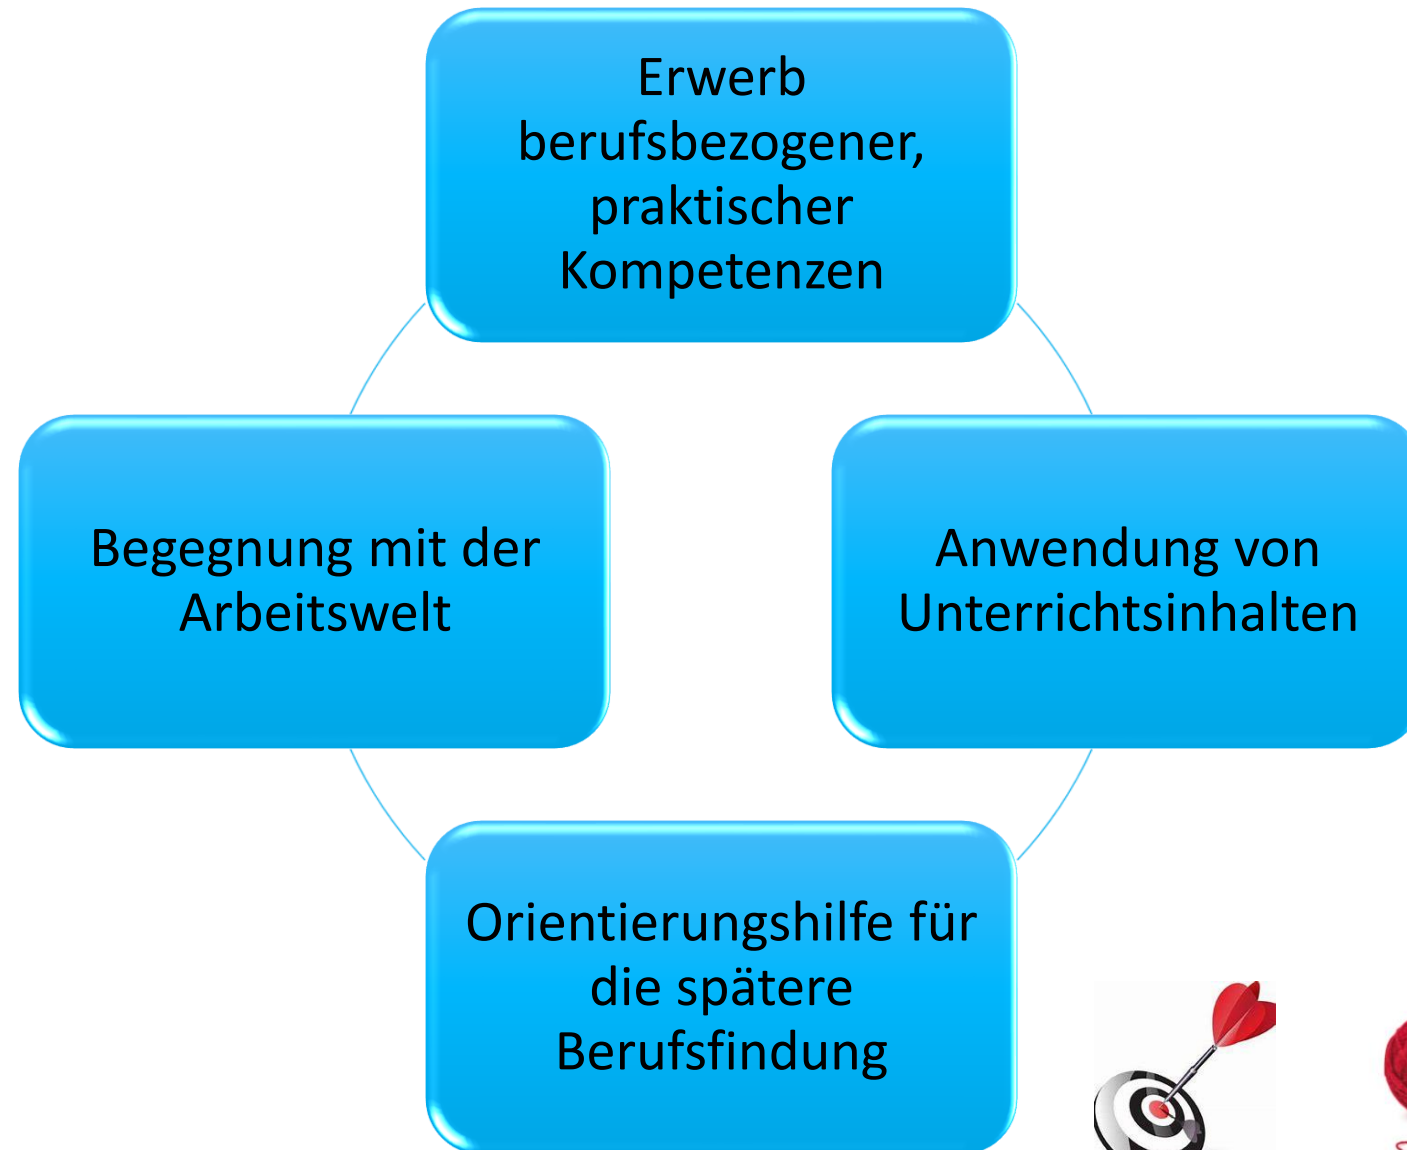 Erwerb
berufsbezogener,
praktischer
Kompetenzen
Begegnung mit der
Arbeitswelt
Anwendung von
Unterrichtsinhalten
Orientierungshilfe für
die spätere
Berufsfindung